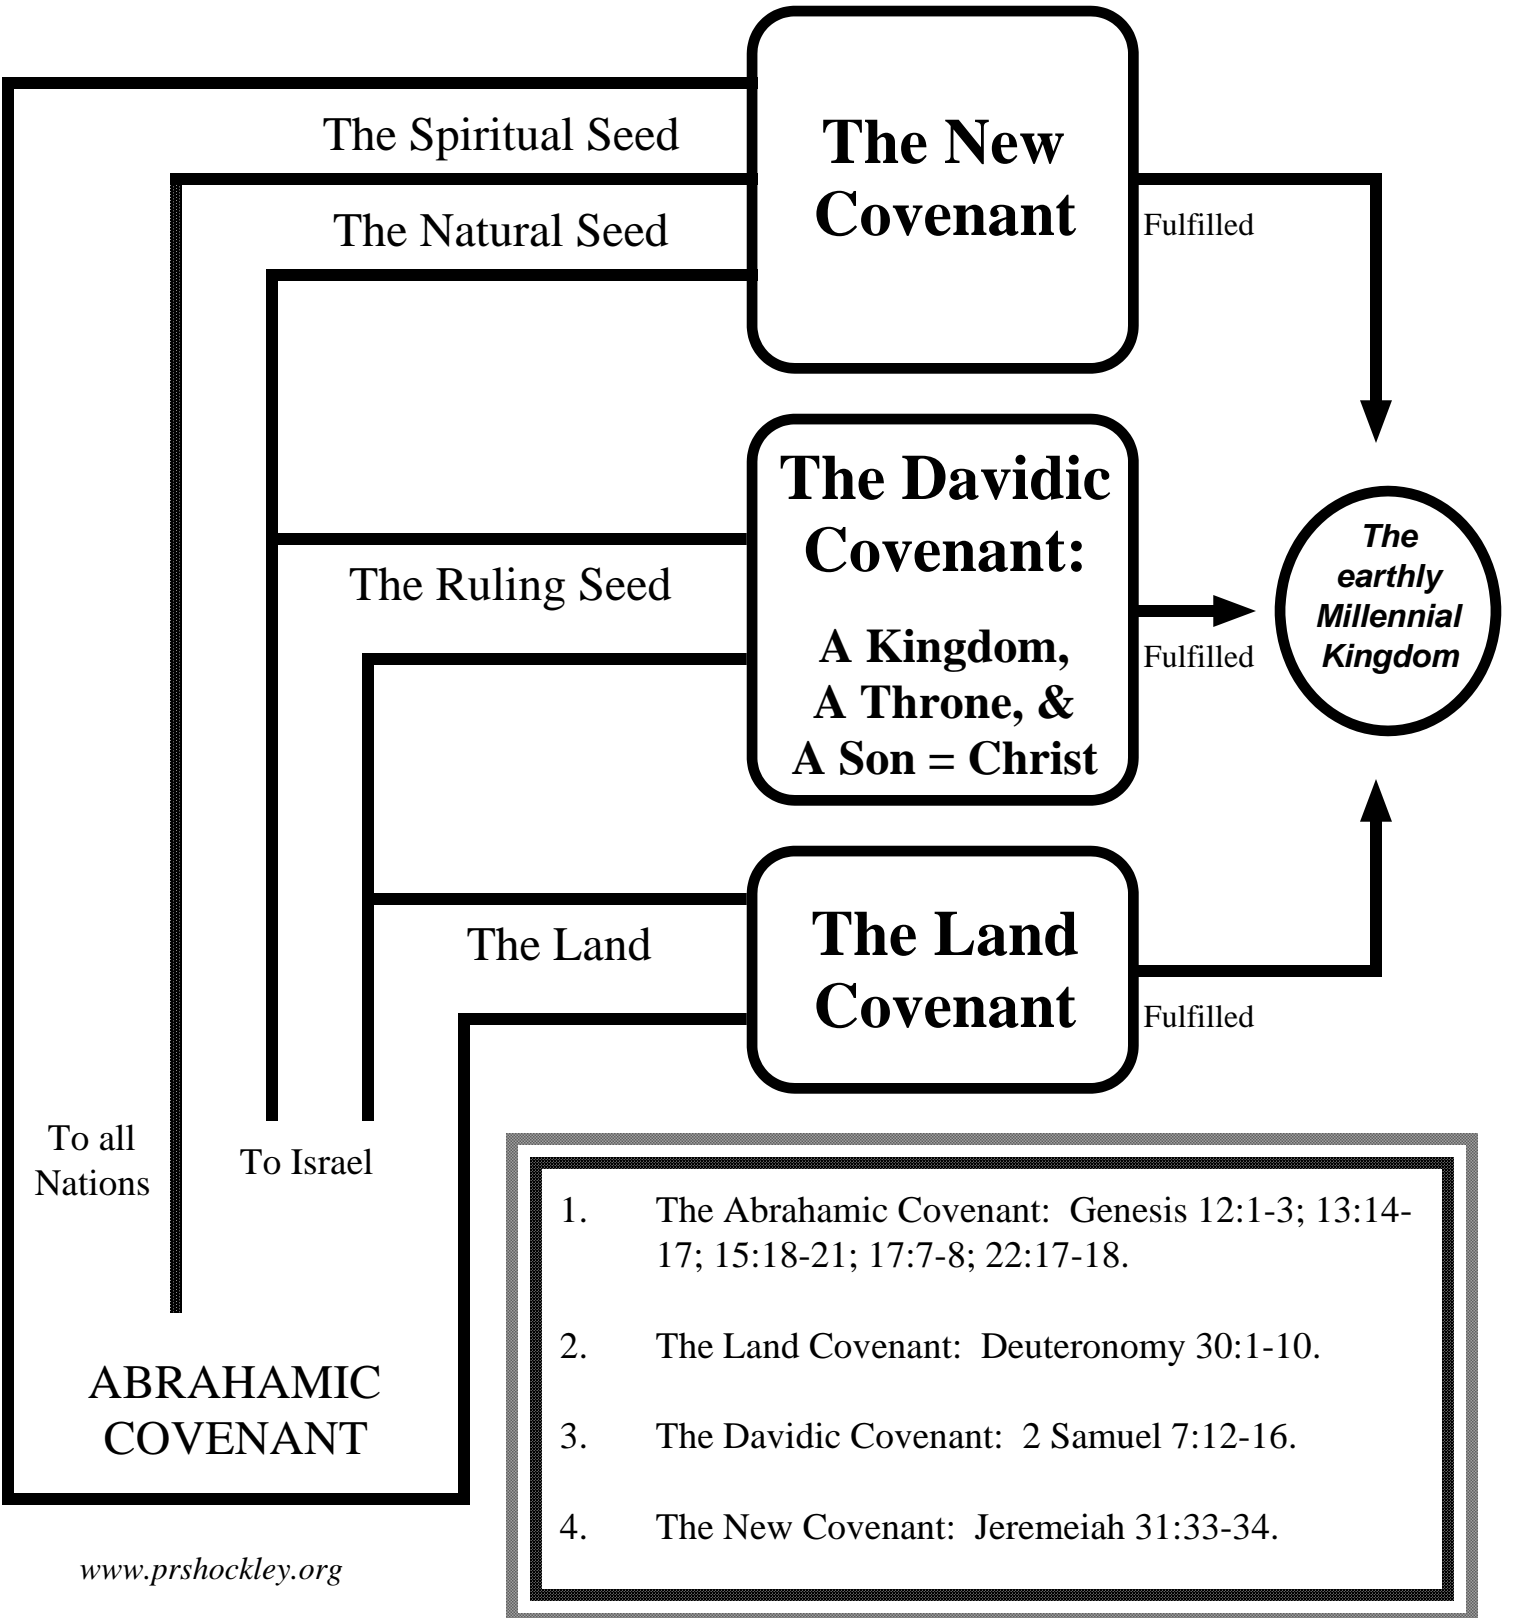 The Spiritual Seed
The Natural Seed
The New
Covenant
Fulfilled
The Ruling Seed
The Davidic
Covenant:
A Kingdom,
A Throne, &
A Son = Christ
Fulfilled
The
earthly
Millennial
Kingdom
The Land
The Land
Covenant
Fulfilled
To all
Nations
To Israel
ABRAHAMIC
COVENANT
1. The Abrahamic Covenant: Genesis 12:1-3; 13:14-
17; 15:18-21; 17:7-8; 22:17-18.
2. The Land Covenant: Deuteronomy 30:1-10.
3. The Davidic Covenant: 2 Samuel 7:12-16.
4. The New Covenant: Jeremeiah 31:33-34.
www.prshockley.org